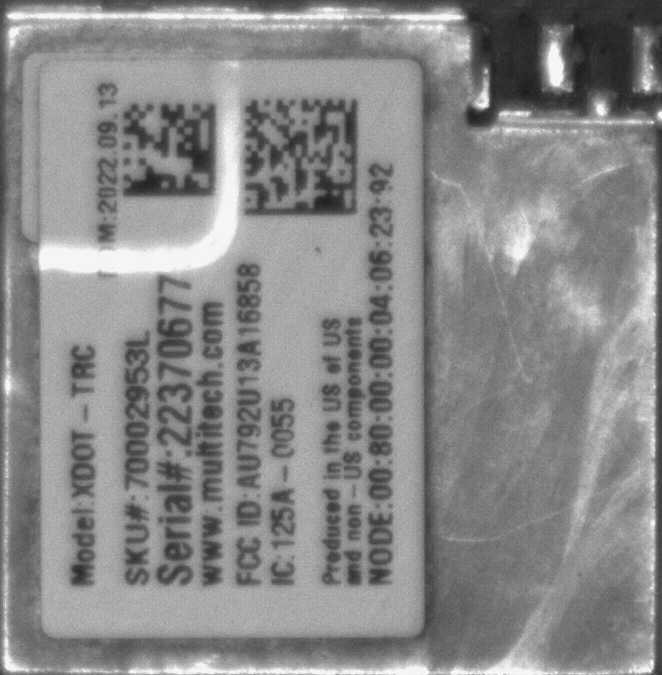 Model:XDOT-TRC
DOM:2022.09.13
SKU#:70002953L
Serial#:22370677
www.multitech.com
FCC ID:AU792U13A16858
IC:125A-0055
Produced in the US of US
and non-US components
NODE:00:80:00:00:04:06:23:92